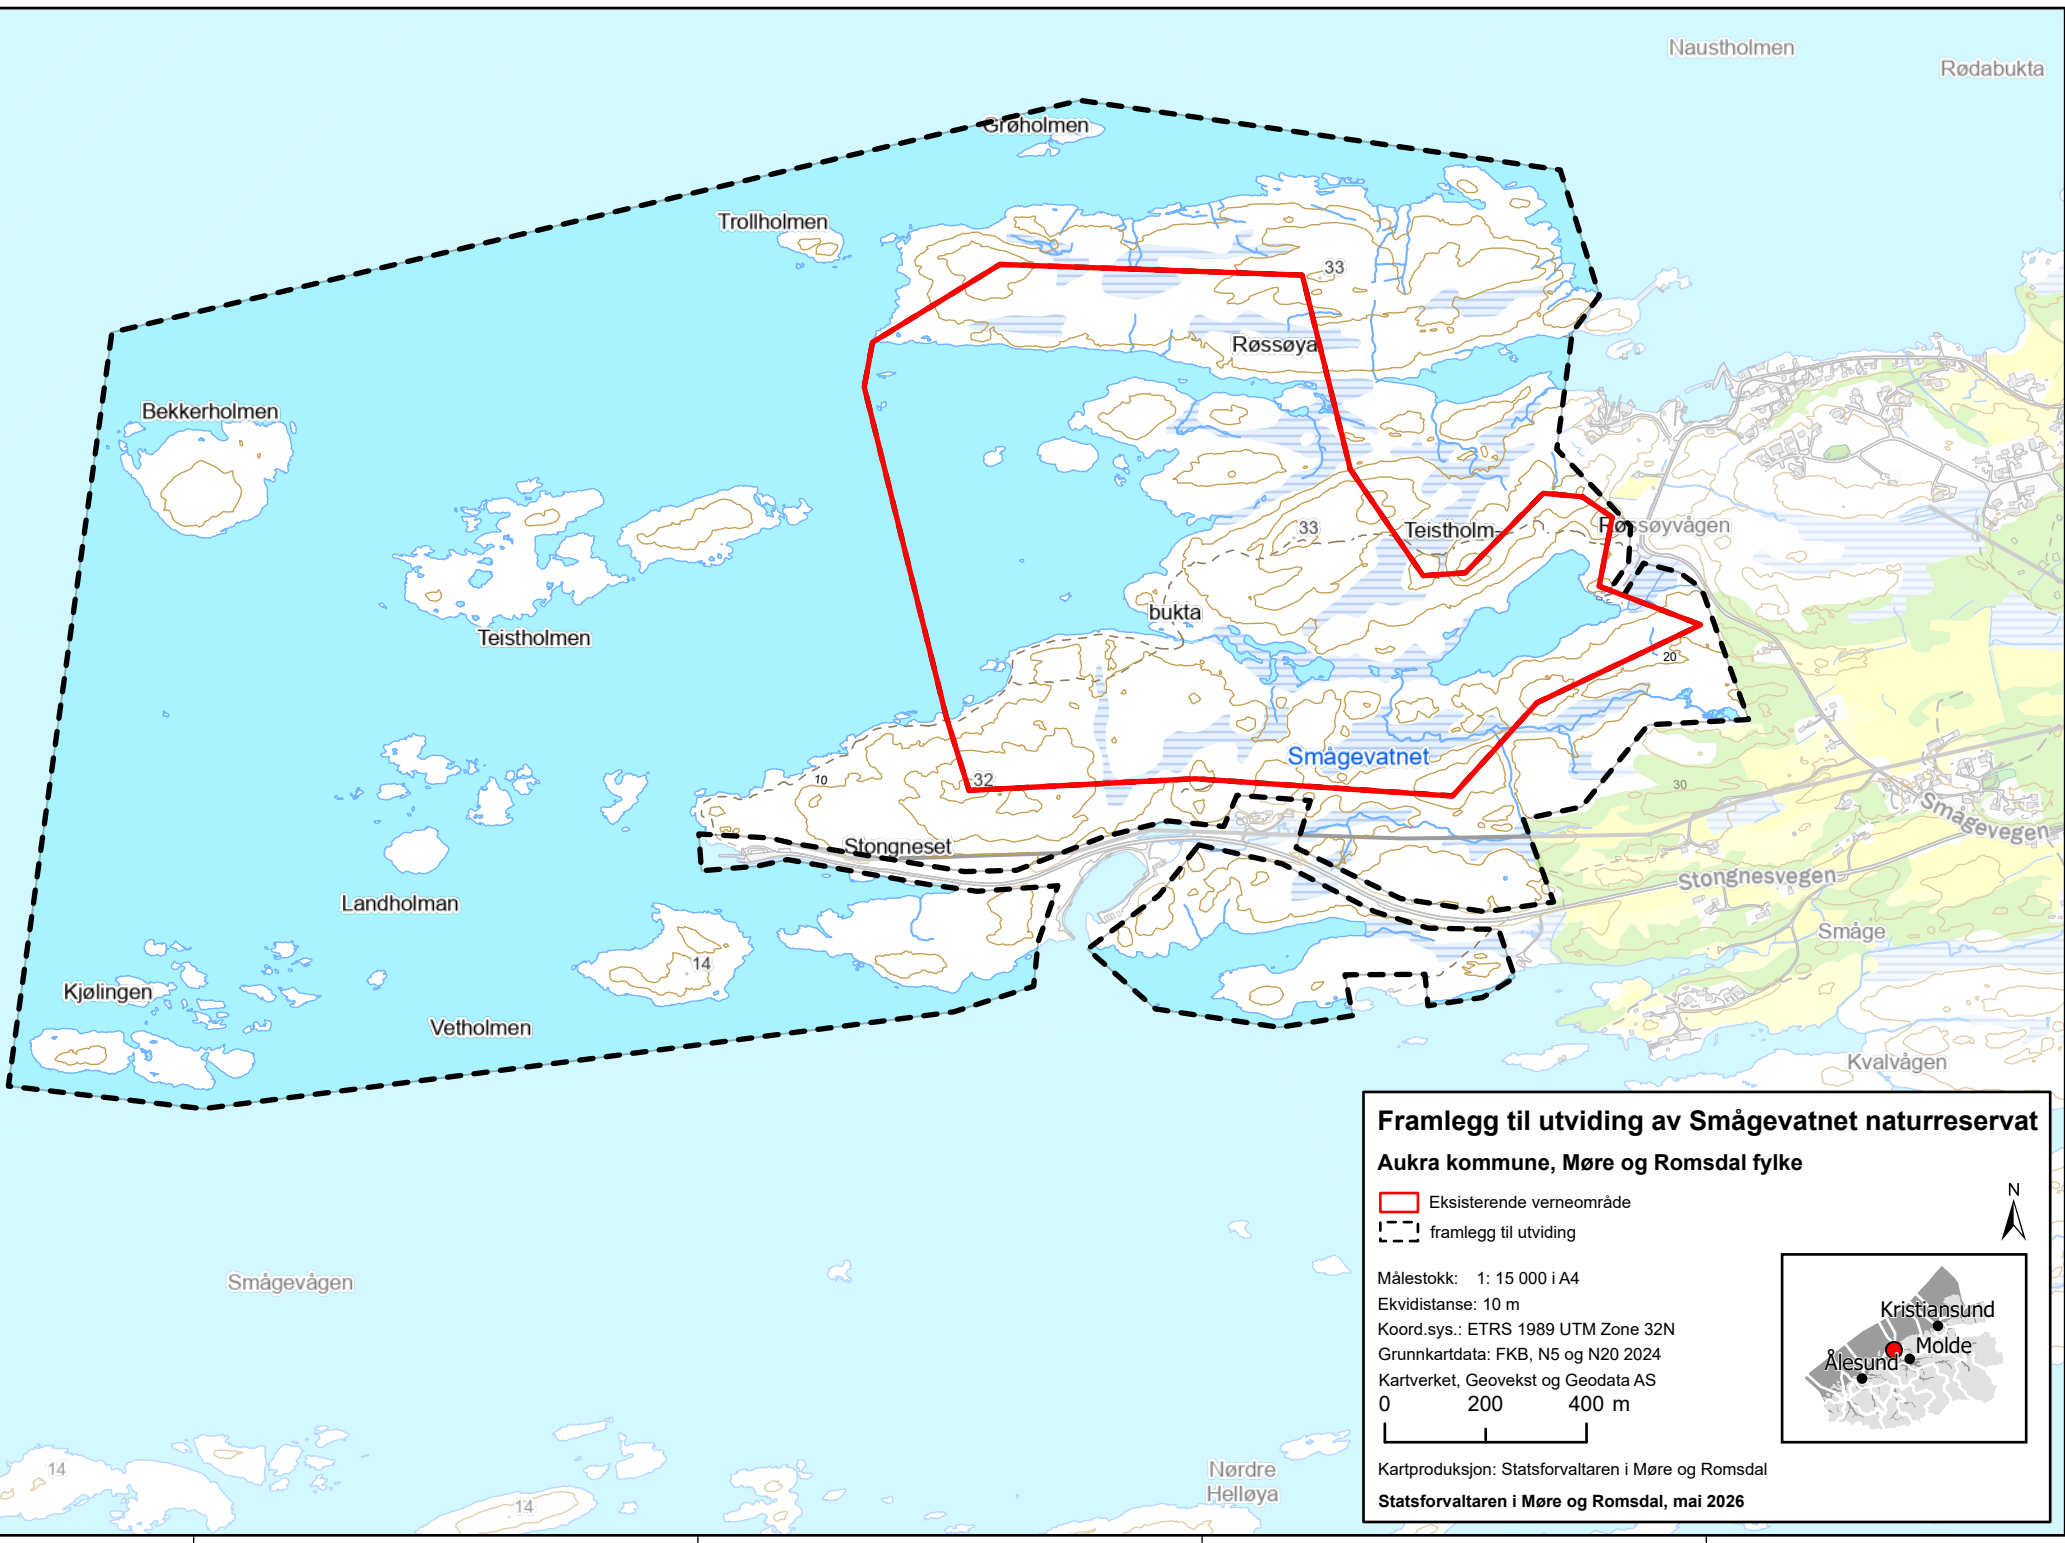 Naustholmen
Rødabukta
Grøholmen
Trollholmen
33
Røssøya
Bekkerholmen
33
Teistholm-
Røssøyvågen
bukta
Teistholmen
20
Smågevatnet
32
10
30
Smågevegen
Stongneset
Stongnesvegen
Landholman
Småge
14
Kjølingen
Vetholmen
Kvalvågen
Smågevågen
14
14
Nørdre
Helløya
Framlegg til utviding av Smågevatnet naturreservat
Aukra kommune, Møre og Romsdal fylke
Eksisterende verneområde
framlegg til utviding
N
Målestokk: 1: 15 000 i A4
Ekvidistanse: 10 m
Koord.sys.: ETRS 1989 UTM Zone 32N
Grunnkartdata: FKB, N5 og N20 2024
Kartverket, Geovekst og Geodata AS
0 200 400 m
Kristiansund
Molde
Ålesund
Kartproduksjon: Statsforvaltaren i Møre og Romsdal
Statsforvaltaren i Møre og Romsdal, mai 2026